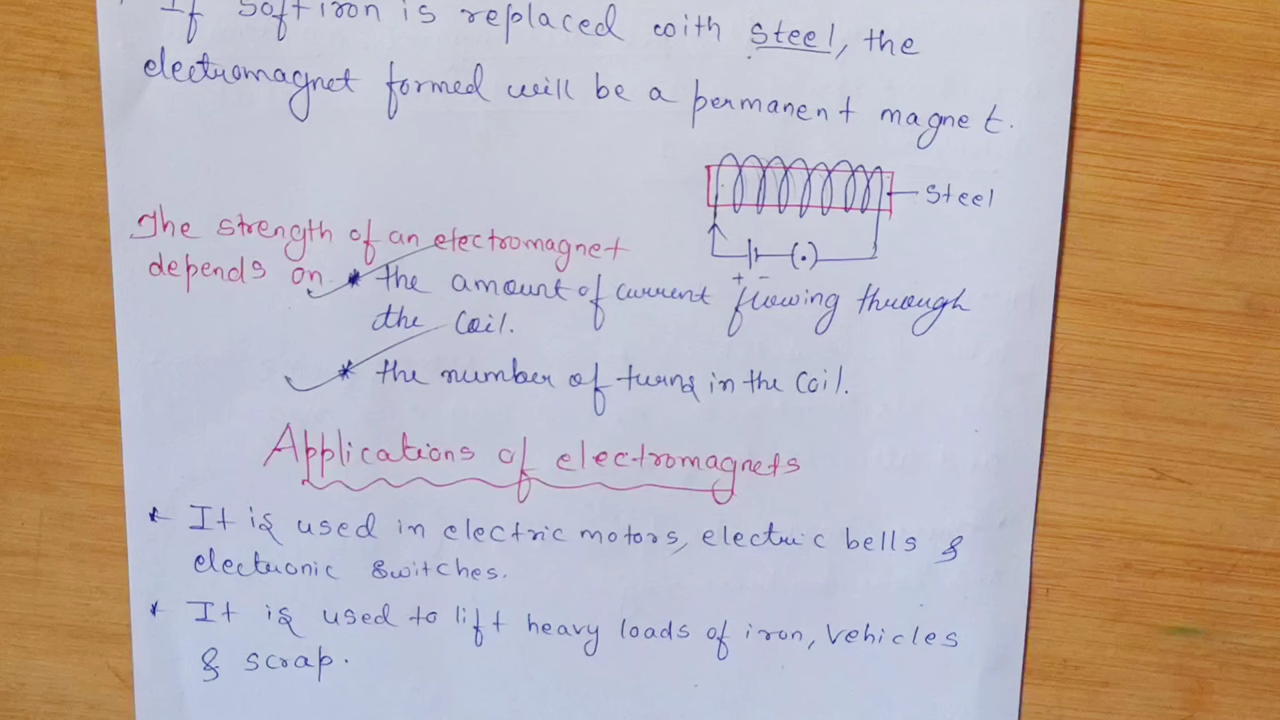 If soft iron is replaced with steel, the
electromagnet formed will be a permanent magnet.
Steel
+ -
The strength of an electromagnet
depends on * the amount of current flowing through
the coil.
* the number of turns in the coil.
Applications of electromagnets
* It is used in electric motors, electric bells &
electronic switches.
* It is used to lift heavy loads of iron, vehicles
& scrap.